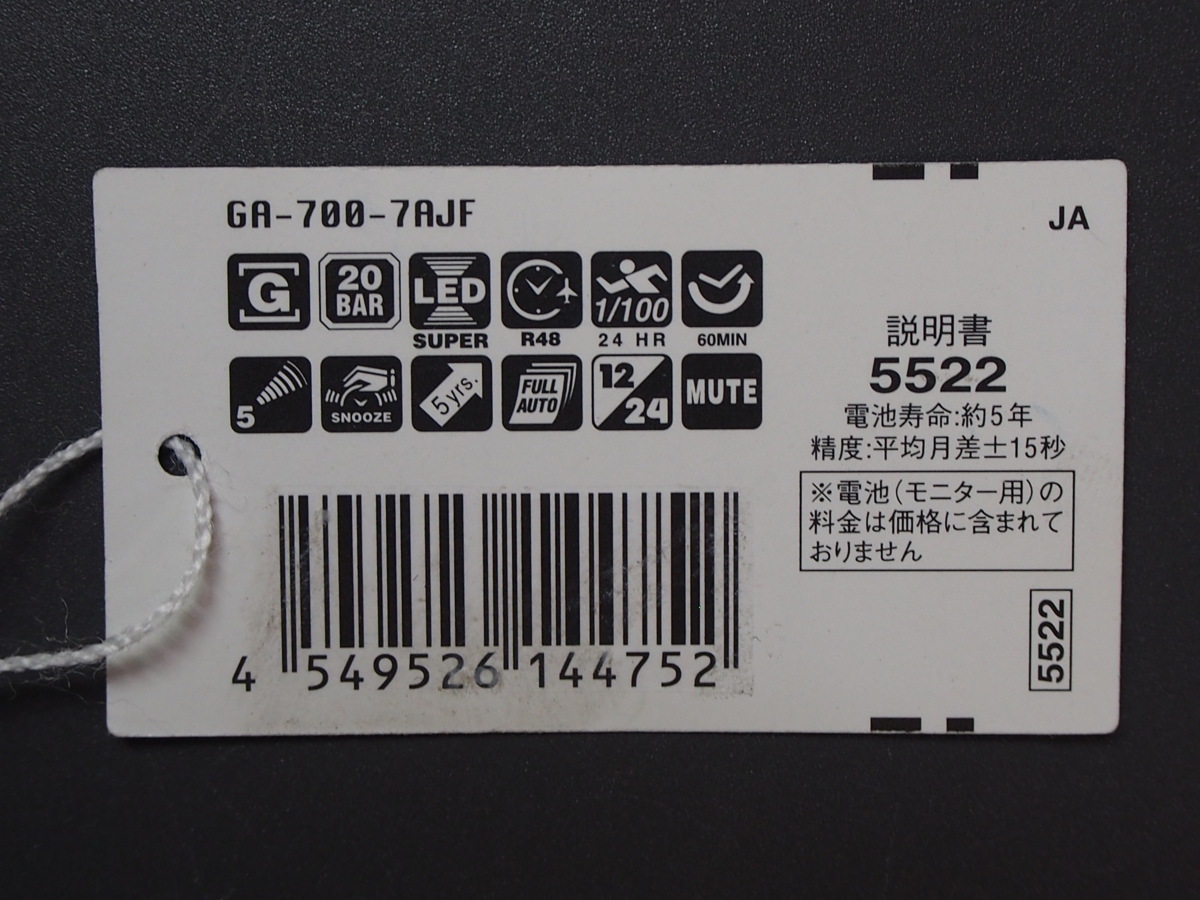 GA-700-7AJF
JA
G
20
BAR
LED
SUPER
R48
1/100
24 HR
60MIN
5
SNOOZE
5yrs.
FULL
AUTO
12
24
MUTE
説明書
5522
電池寿命:約5年
精度:平均月差±15秒
※電池(モニター用)の
料金は価格に含まれて
おりません
5522
4 549526 144752